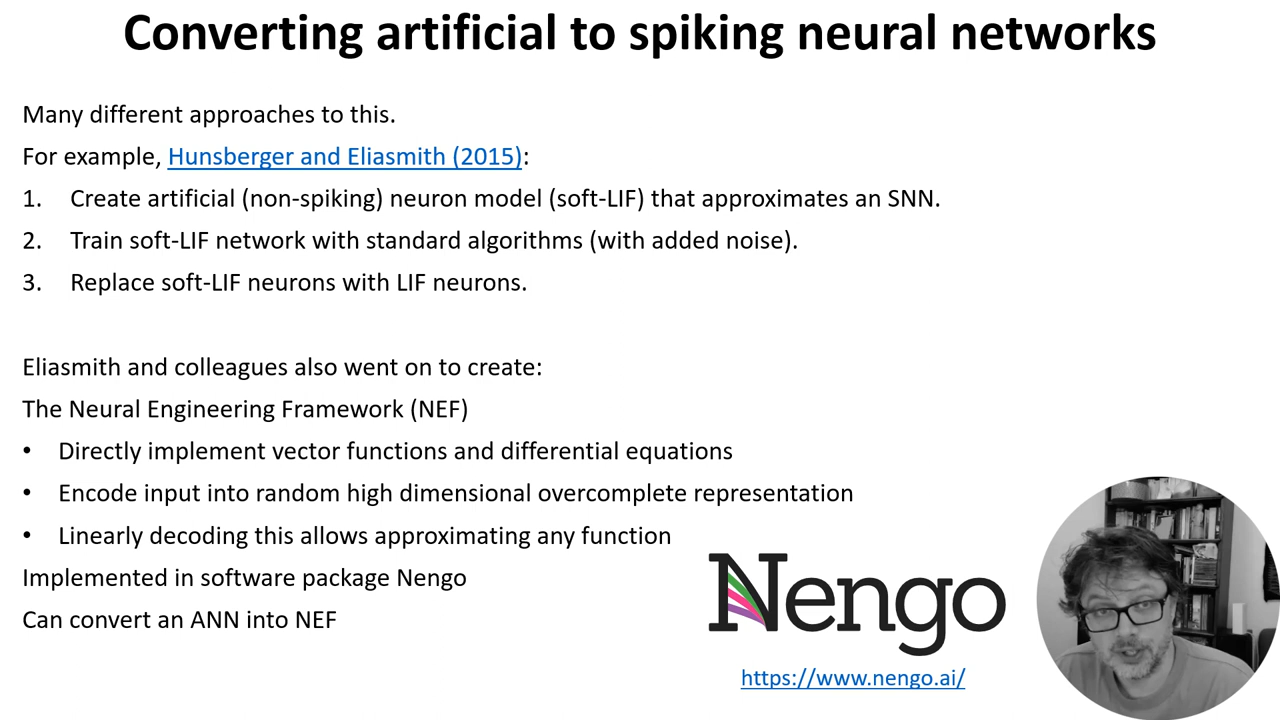 Converting artificial to spiking neural networks
Many different approaches to this.
For example, Hunsberger and Eliasmith (2015):
1. Create artificial (non-spiking) neuron model (soft-LIF) that approximates an SNN.
2. Train soft-LIF network with standard algorithms (with added noise).
3. Replace soft-LIF neurons with LIF neurons.
Eliasmith and colleagues also went on to create:
The Neural Engineering Framework (NEF)
• Directly implement vector functions and differential equations
• Encode input into random high dimensional overcomplete representation
• Linearly decoding this allows approximating any function
Implemented in software package Nengo
Can convert an ANN into NEF
Nengo
https://www.nengo.ai/